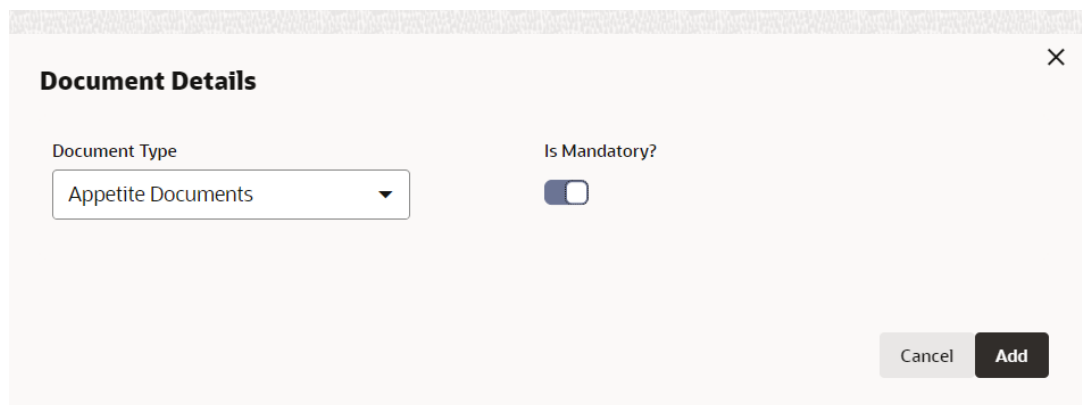 Document Details
Document Type
Is Mandatory?
Appetite Documents
Cancel
Add